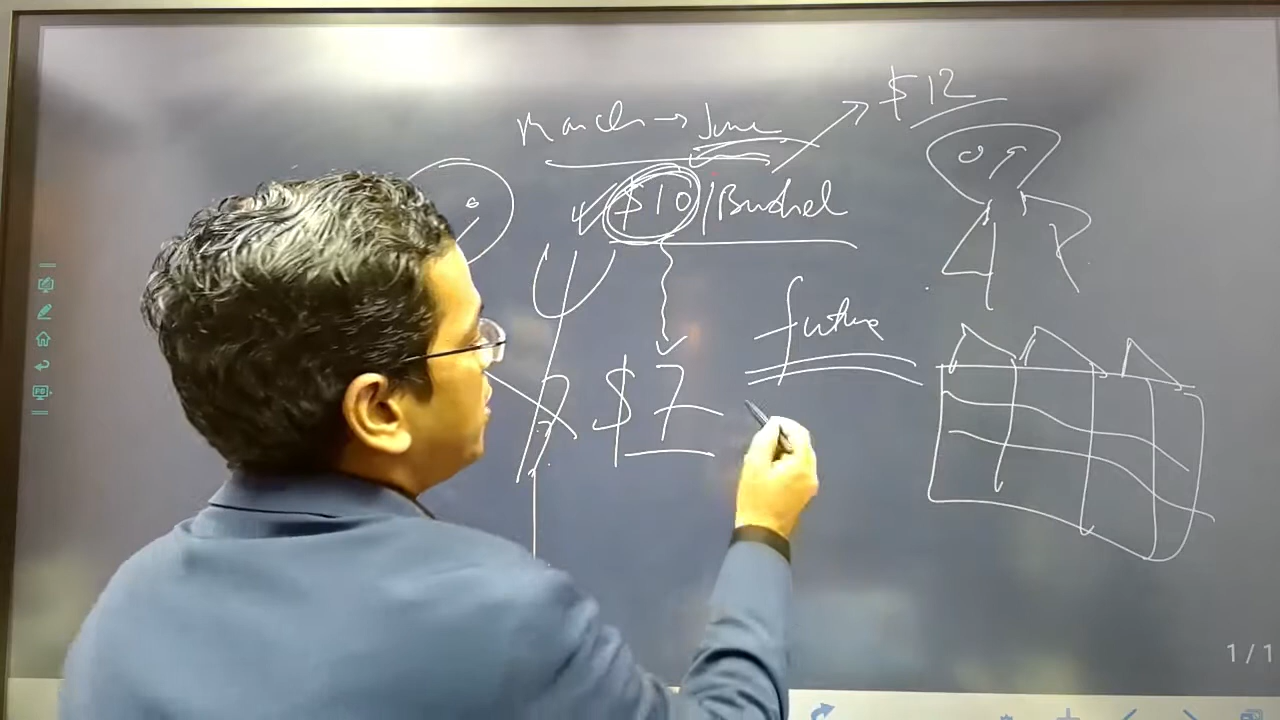 $12
March → June
$10/Bushel
future
$7
1/1